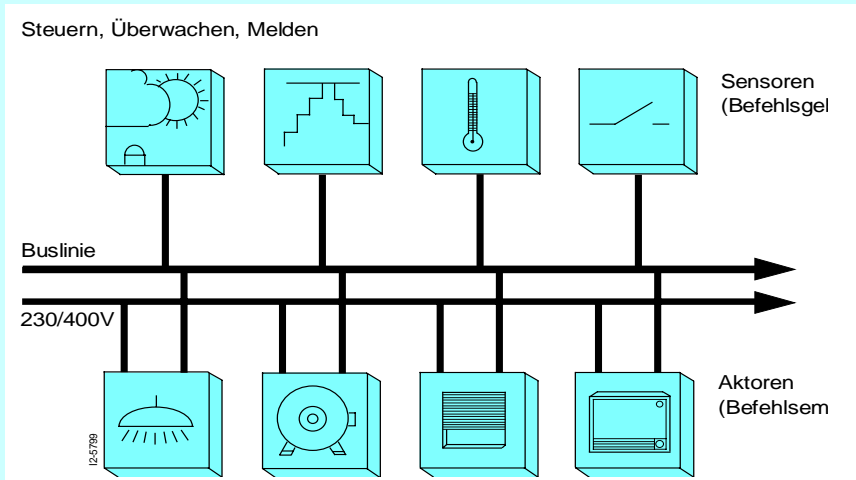 Steuern, Überwachen, Melden
Sensoren
(Befehlsgel
Buslinie
230/400V
Aktoren
(Befehlsem
I2-5799